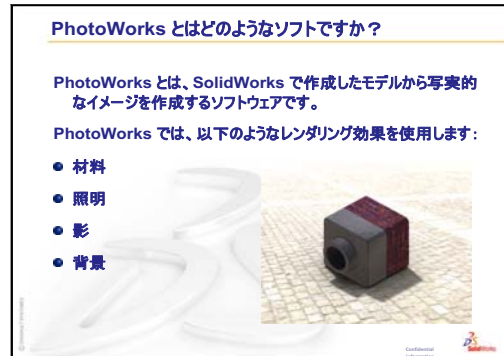 PhotoWorks とはどのようなソフトですか？
PhotoWorks とは、SolidWorks で作成したモデルから写実的
なイメージを作成するソフトウェアです。
PhotoWorks では、以下のようなレンダリング効果を使用します：
材料
照明
影
背景
Confidential
Information
SolidWorks